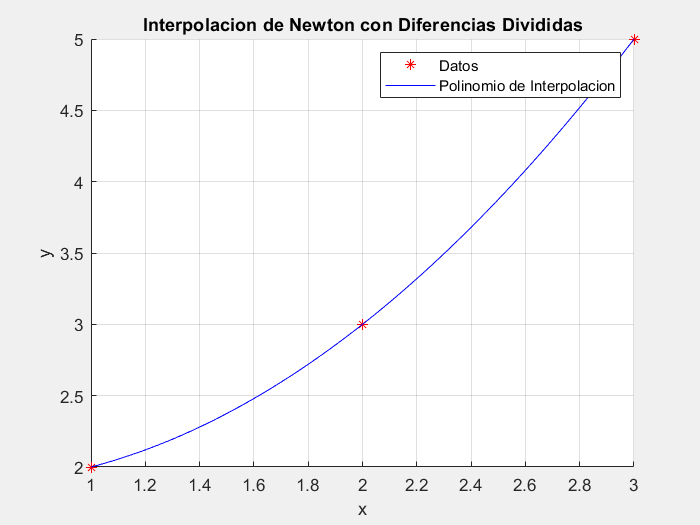 Interpolacion de Newton con Diferencias Divididas
Datos
Polinomio de Interpolacion
5
4.5
4
3.5
3
2.5
2
y
1 1.2 1.4 1.6 1.8 2 2.2 2.4 2.6 2.8 3
x